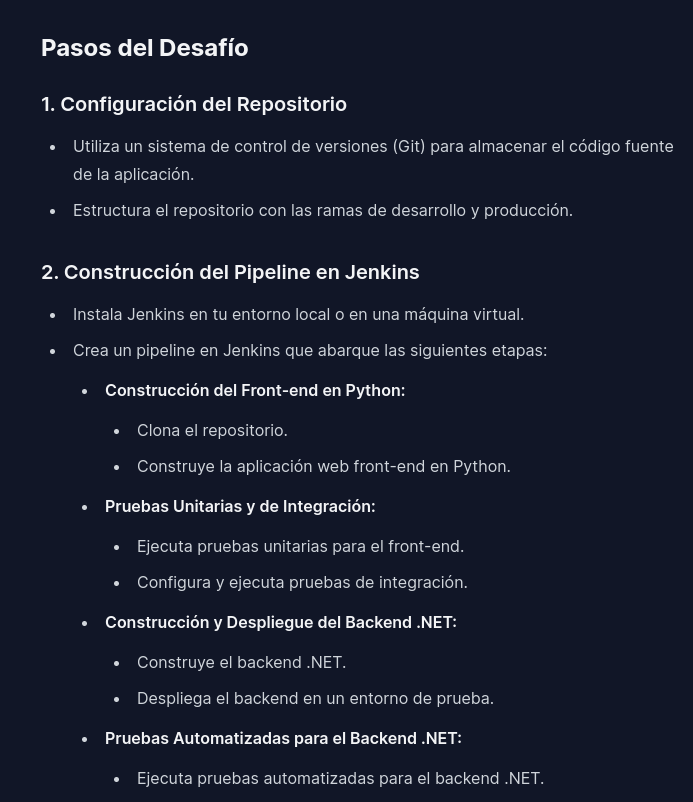 Pasos del Desafío
1. Configuración del Repositorio
• Utiliza un sistema de control de versiones (Git) para almacenar el código fuente
de la aplicación.
• Estructura el repositorio con las ramas de desarrollo y producción.
2. Construcción del Pipeline en Jenkins
• Instala Jenkins en tu entorno local o en una máquina virtual.
• Crea un pipeline en Jenkins que abarque las siguientes etapas:
• Construcción del Front-end en Python:
• Clona el repositorio.
• Construye la aplicación web front-end en Python.
• Pruebas Unitarias y de Integración:
• Ejecuta pruebas unitarias para el front-end.
• Configura y ejecuta pruebas de integración.
• Construcción y Despliegue del Backend .NET:
• Construye el backend .NET.
• Despliega el backend en un entorno de prueba.
• Pruebas Automatizadas para el Backend .NET:
• Ejecuta pruebas automatizadas para el backend .NET.